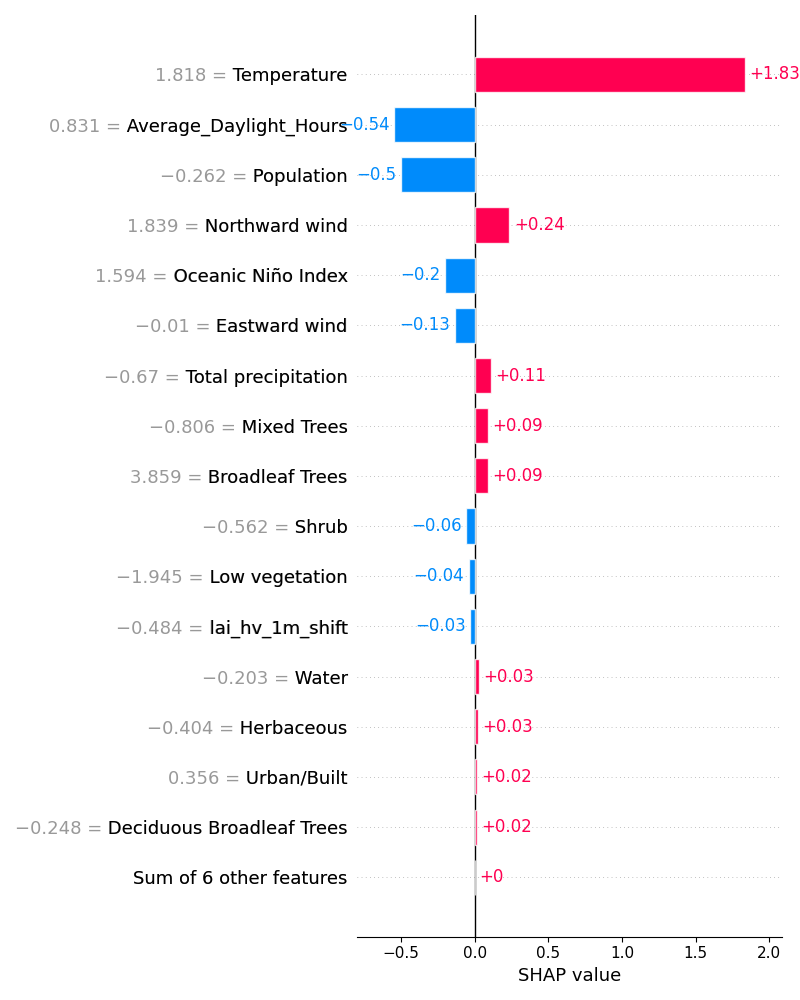 1.818 = Temperature +1.83
0.831 = Average_Daylight_Hours −0.54
−0.262 = Population −0.5
1.839 = Northward wind +0.24
1.594 = Oceanic Niño Index −0.2
−0.01 = Eastward wind −0.13
−0.67 = Total precipitation +0.11
−0.806 = Mixed Trees +0.09
3.859 = Broadleaf Trees +0.09
−0.562 = Shrub −0.06
−1.945 = Low vegetation −0.04
−0.484 = lai_hv_1m_shift −0.03
−0.203 = Water +0.03
−0.404 = Herbaceous +0.03
0.356 = Urban/Built +0.02
−0.248 = Deciduous Broadleaf Trees +0.02
Sum of 6 other features +0
−0.5 0.0 0.5 1.0 1.5 2.0
SHAP value